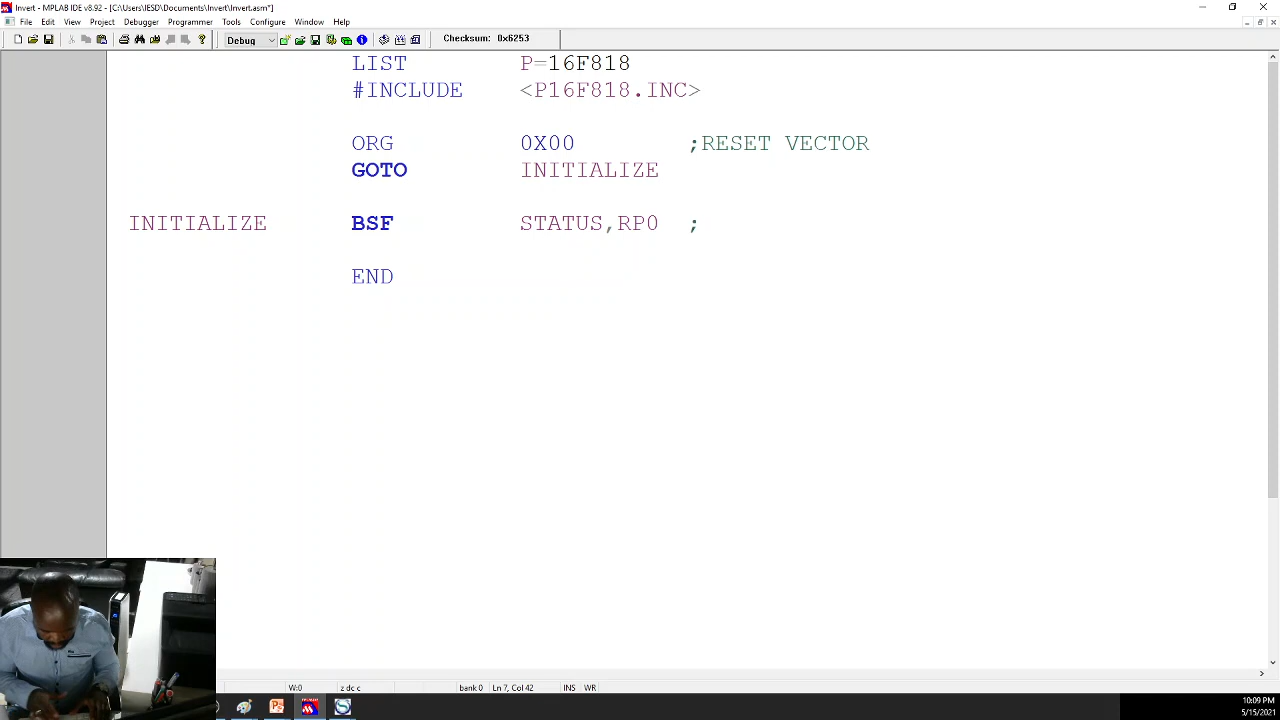 Invert - MPLAB IDE v8.92 - [C:\Users\IESD\Documents\Invert\Invert.asm*]
File Edit View Project Debugger Programmer Tools Configure Window Help
Debug Checksum: 0x6253
LIST P=16F818
#INCLUDE <P16F818.INC>
ORG 0X00 ;RESET VECTOR
GOTO INITIALIZE
INITIALIZE BSF STATUS,RP0 ;
END
W:0 z dc c bank 0 Ln 7, Col 42 INS WR
10:09 PM
5/15/2021